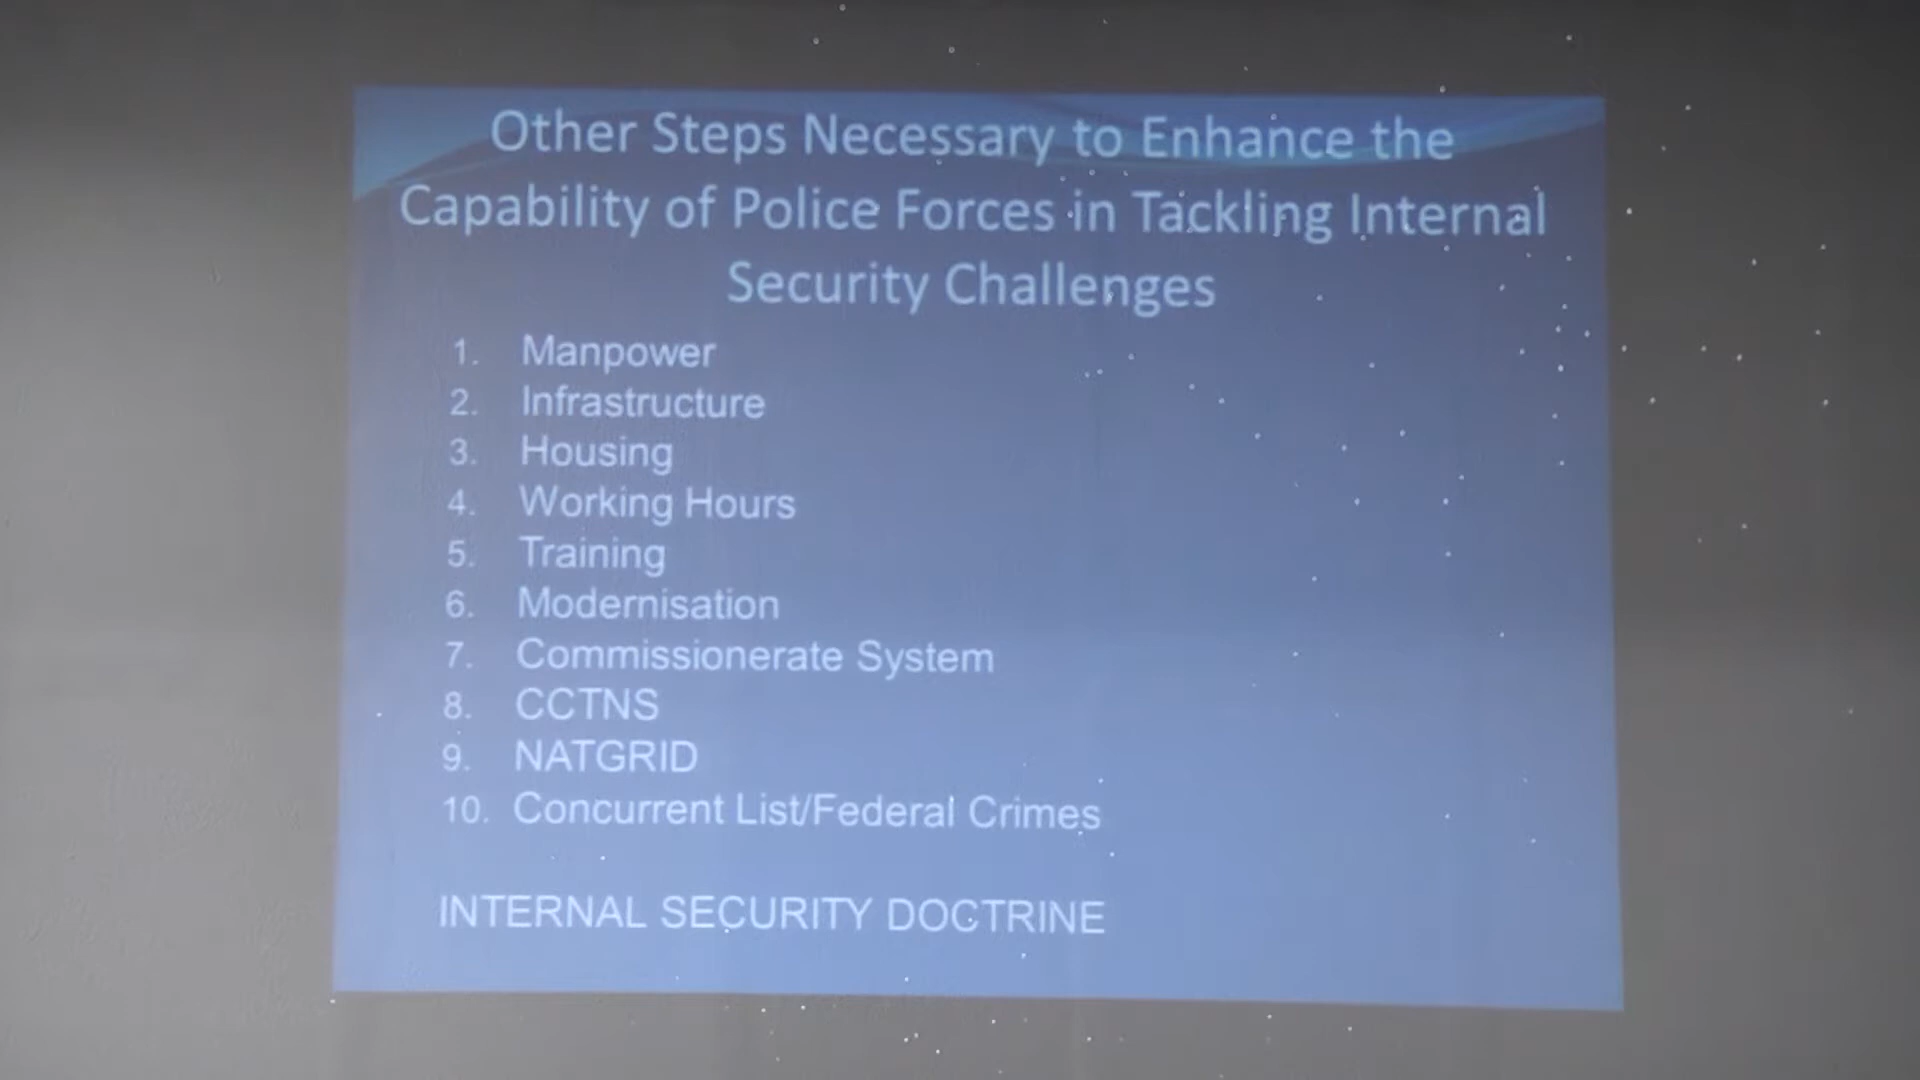 Other Steps Necessary to Enhance the
Capability of Police Forces in Tackling Internal
Security Challenges
1. Manpower
2. Infrastructure
3. Housing
4. Working Hours
5. Training
6. Modernisation
7. Commissionerate System
8. CCTNS
9. NATGRID
10. Concurrent List/Federal Crimes
INTERNAL SECURITY DOCTRINE